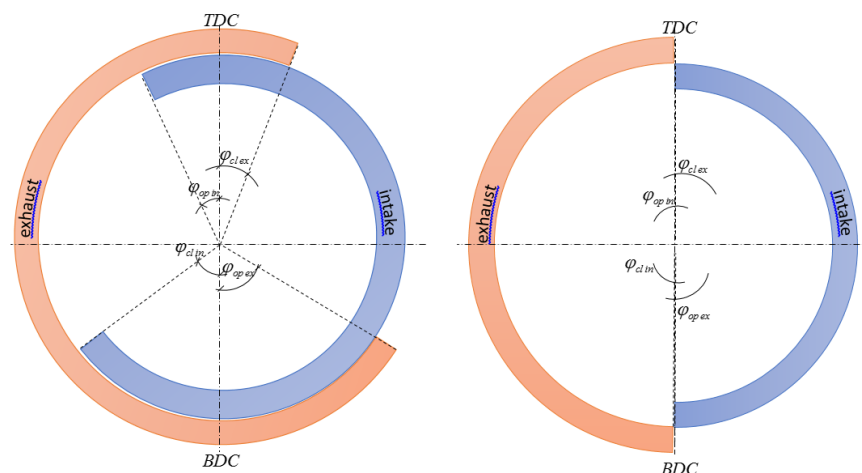 TDC
φcl ex
φop in
exhaust
intake
φcl in
φop ex
BDC
TDC
φcl ex
φop in
exhaust
intake
φcl in
φop ex
BDC